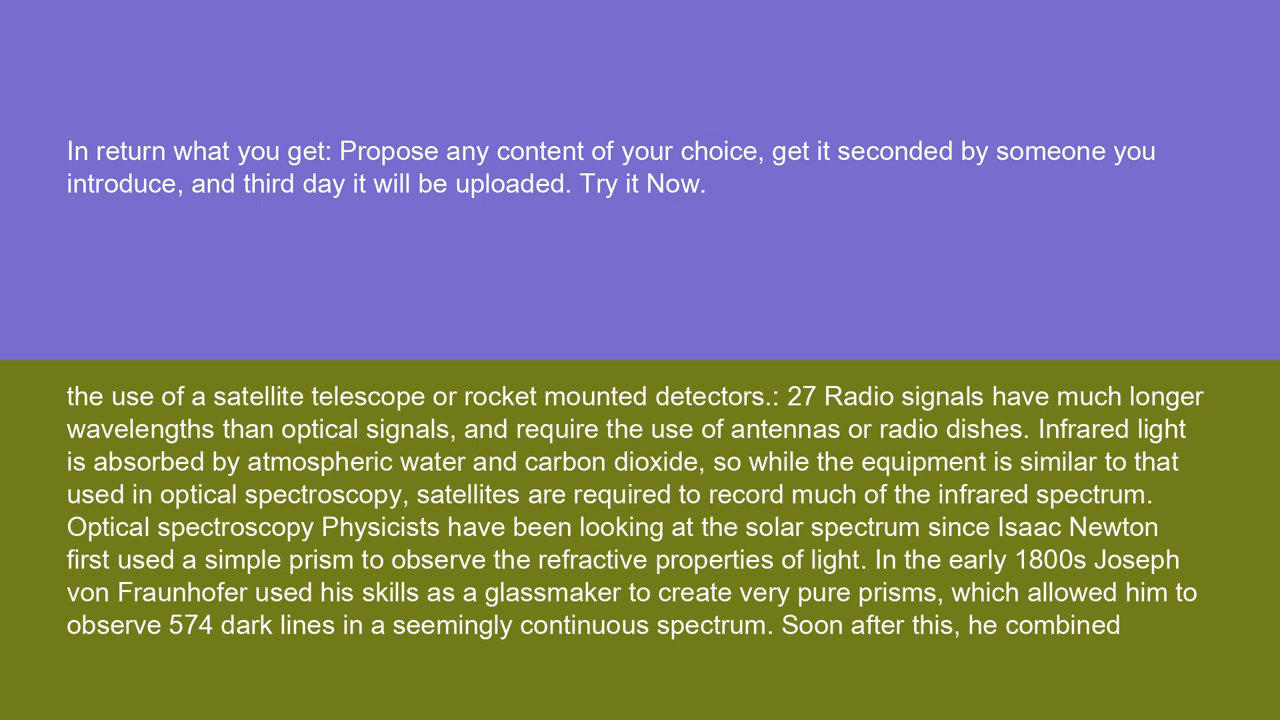 In return what you get: Propose any content of your choice, get it seconded by someone you
introduce, and third day it will be uploaded. Try it Now.
the use of a satellite telescope or rocket mounted detectors.: 27 Radio signals have much longer
wavelengths than optical signals, and require the use of antennas or radio dishes. Infrared light
is absorbed by atmospheric water and carbon dioxide, so while the equipment is similar to that
used in optical spectroscopy, satellites are required to record much of the infrared spectrum.
Optical spectroscopy Physicists have been looking at the solar spectrum since Isaac Newton
first used a simple prism to observe the refractive properties of light. In the early 1800s Joseph
von Fraunhofer used his skills as a glassmaker to create very pure prisms, which allowed him to
observe 574 dark lines in a seemingly continuous spectrum. Soon after this, he combined